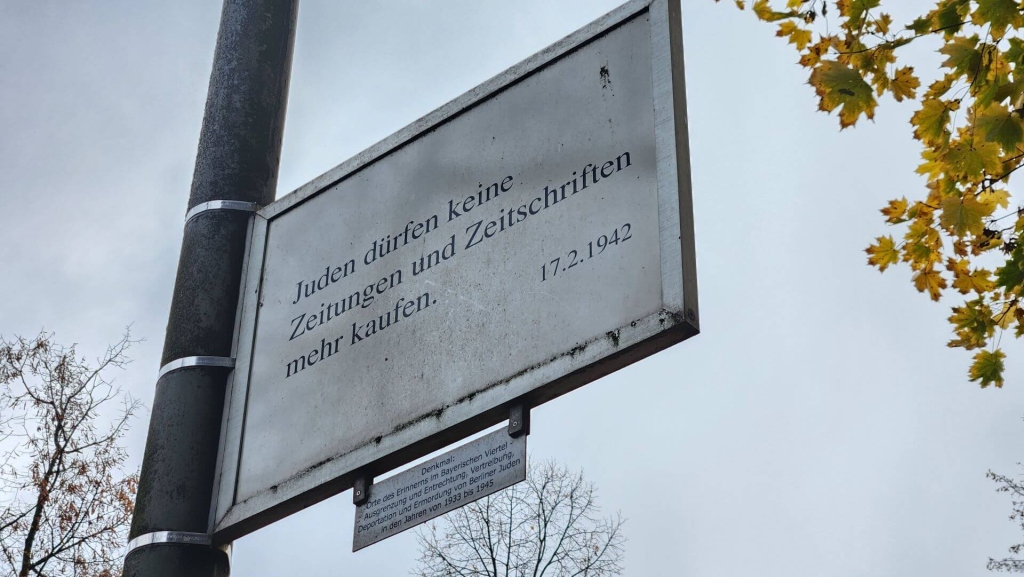 Juden dürfen keine
Zeitungen und Zeitschriften
mehr kaufen.
17.2.1942
Denkmal:
Orte des Erinnerns im Bayerischen Viertel -
Ausgrenzung und Entrechtung, Vertreibung,
Deportation und Ermordung von Berliner Juden
in den Jahren von 1933 bis 1945